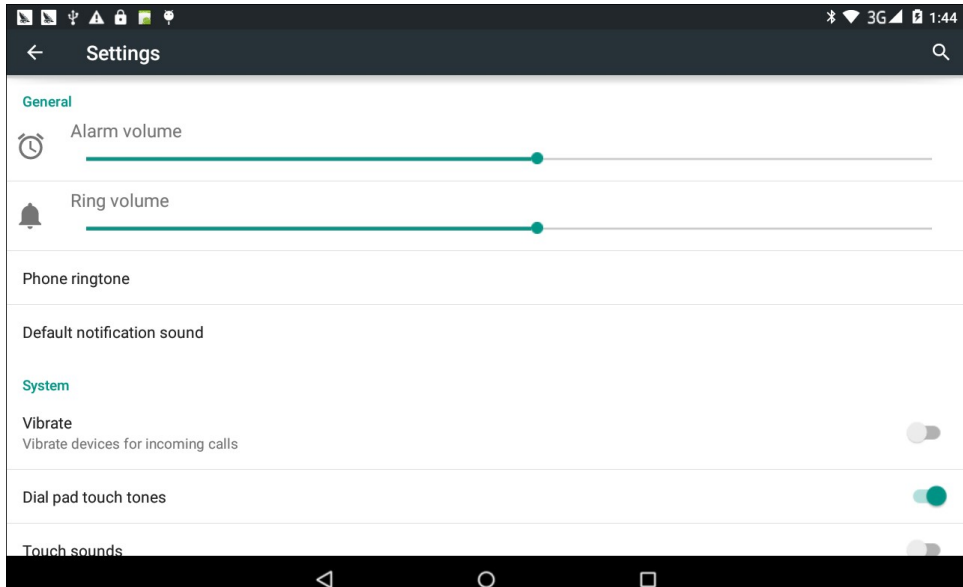 3G 1:44
Settings
General
Alarm volume
Ring volume
Phone ringtone
Default notification sound
System
Vibrate
Vibrate devices for incoming calls
Dial pad touch tones
Touch sounds